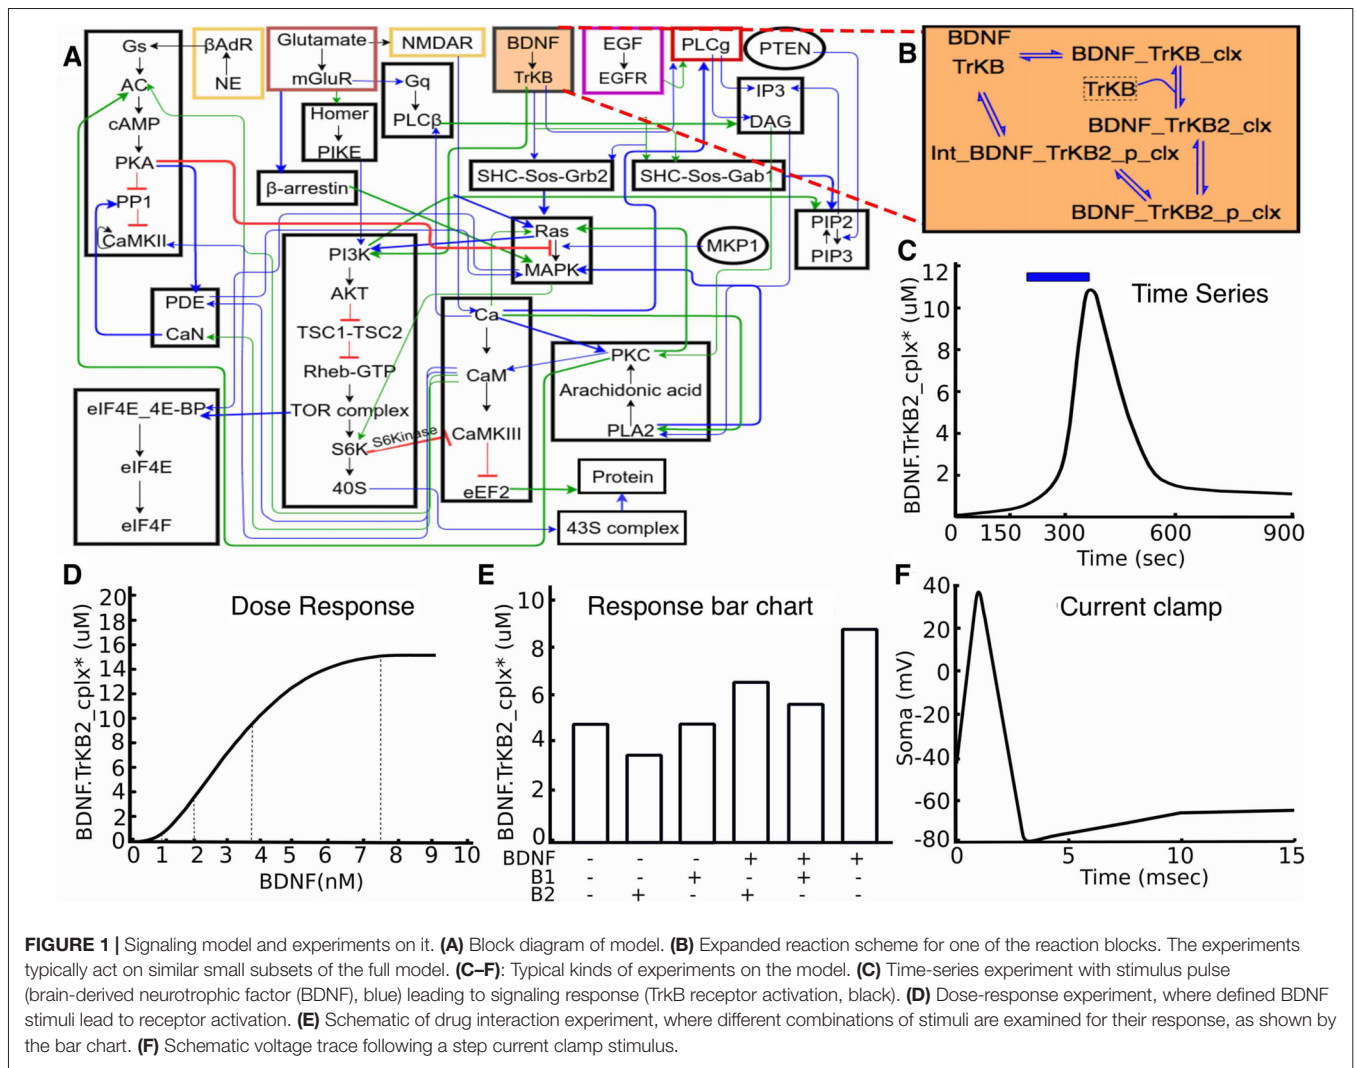 A
Gs
βAdR
NE
AC
cAMP
PKA
PP1
CaMKII
Glutamate
mGluR
NMDAR
Homer
PIKE
Gq
PLCβ
BDNF
TrKB
EGF
EGFR
PLCg
PTEN
IP3
DAG
β-arrestin
SHC-Sos-Grb2
SHC-Sos-Gab1
PIP2
PIP3
Ras
MAPK
MKP1
PDE
CaN
PI3K
AKT
TSC1-TSC2
Rheb-GTP
TOR complex
S6K
S6Kinase
40S
Ca
CaM
CaMKIII
eEF2
PKC
Arachidonic acid
PLA2
eIF4E_4E-BP
eIF4E
eIF4F
Protein
43S complex
B
BDNF
TrKB
BDNF_TrKB_clx
TrKB
BDNF_TrKB2_clx
Int_BDNF_TrKB2_p_clx
BDNF_TrKB2_p_clx
C
Time Series
BDNF.TrKB2_cplx* (uM)
12
10
8
6
4
2
0 150 300 600 900
Time (sec)
D
Dose Response
BDNF.TrKB2_cplx* (uM)
20
18
16
14
12
10
8
6
4
2
0
0 1 2 3 4 5 6 7 8 9 10
BDNF(nM)
E
Response bar chart
BDNF.TrKB2_cplx* (uM)
10
8
6
4
2
0
BDNF - - - + + +
B1 - - + - + -
B2 - + - + - -
F
Current clamp
Soma (mV)
40
20
0
-20
-40
-60
-80
0 5 10 15
Time (msec)
FIGURE 1 | Signaling model and experiments on it. (A) Block diagram of model. (B) Expanded reaction scheme for one of the reaction blocks. The experiments
typically act on similar small subsets of the full model. (C–F): Typical kinds of experiments on the model. (C) Time-series experiment with stimulus pulse
(brain-derived neurotrophic factor (BDNF), blue) leading to signaling response (TrkB receptor activation, black). (D) Dose-response experiment, where defined BDNF
stimuli lead to receptor activation. (E) Schematic of drug interaction experiment, where different combinations of stimuli are examined for their response, as shown by
the bar chart. (F) Schematic voltage trace following a step current clamp stimulus.